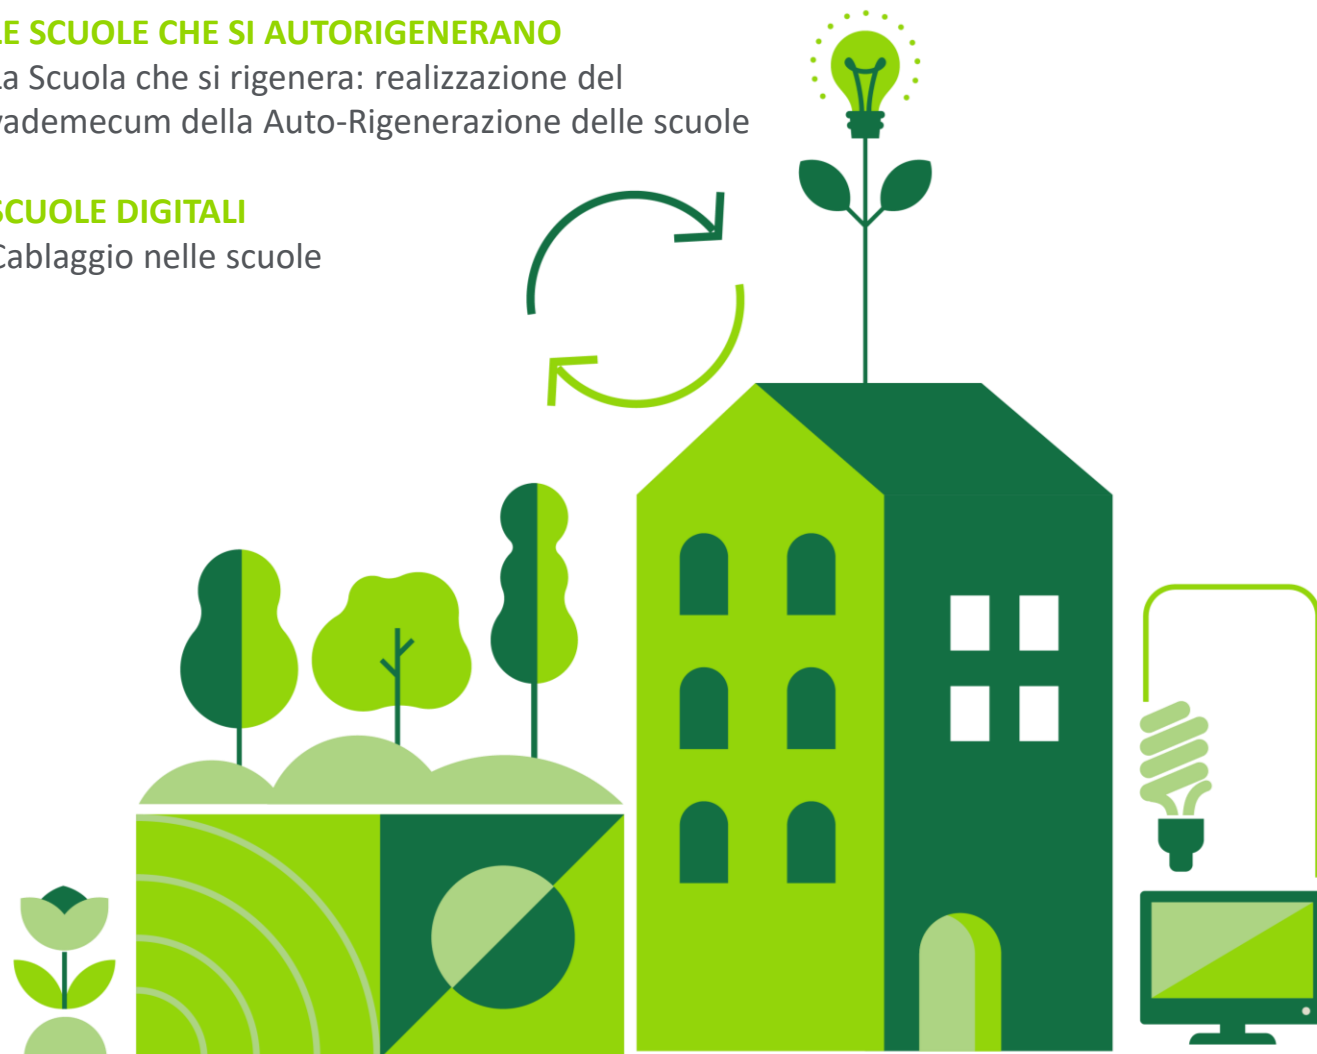 LE SCUOLE CHE SI AUTORIGENERANO
La Scuola che si rigenera: realizzazione del
vademecum della Auto-Rigenerazione delle scuole
SCUOLE DIGITALI
Cablaggio nelle scuole